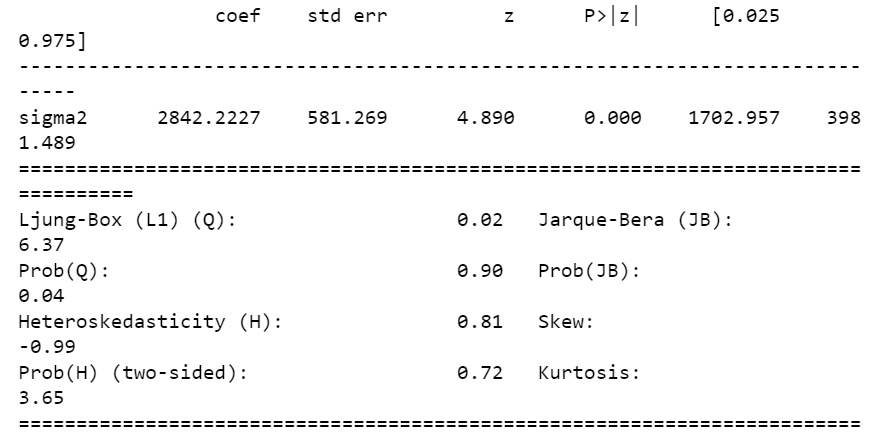 coef    std err          z      P>|z|      [0.025
0.975]
-------------------------------------------------------------------------
-----
sigma2      2842.2227    581.269      4.890      0.000    1702.957    398
1.489
=========================================================================
==========
Ljung-Box (L1) (Q):                   0.02   Jarque-Bera (JB):
6.37
Prob(Q):                              0.90   Prob(JB):
0.04
Heteroskedasticity (H):               0.81   Skew:
-0.99
Prob(H) (two-sided):                  0.72   Kurtosis:
3.65
=========================================================================